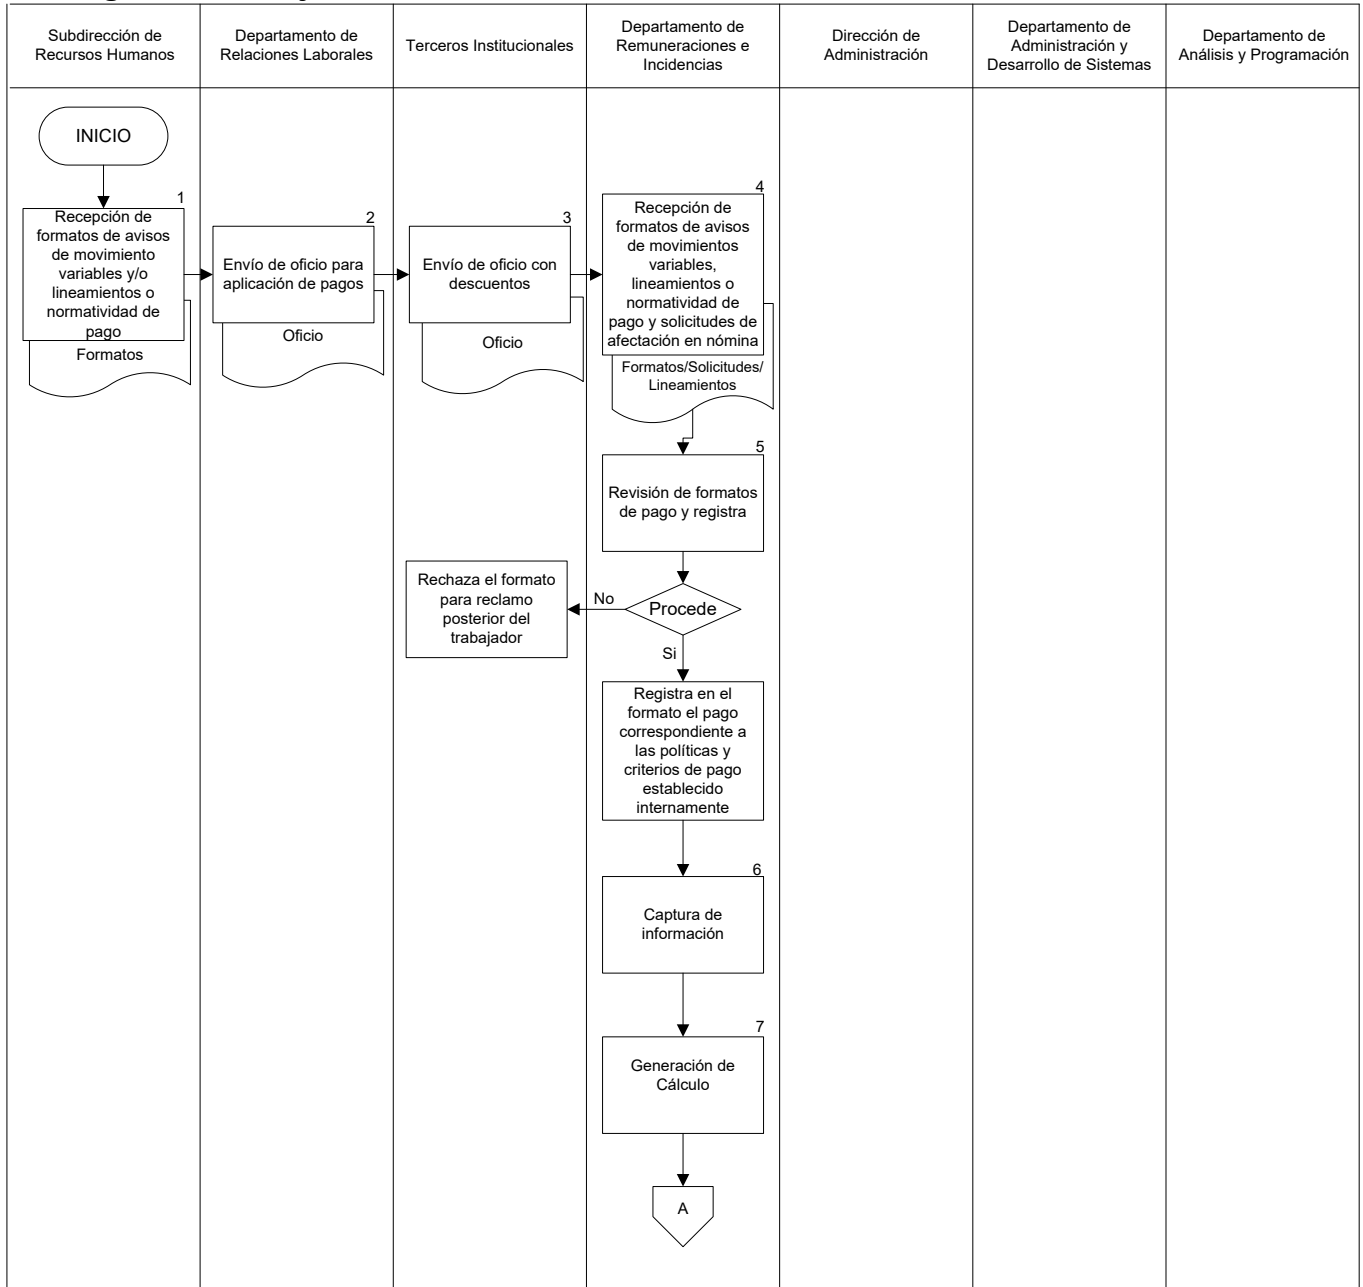 Subdirección de
Recursos Humanos
Departamento de
Relaciones Laborales
Terceros Institucionales
Departamento de
Remuneraciones e
Incidencias
Dirección de
Administración
Departamento de
Administración y
Desarrollo de Sistemas
Departamento de
Análisis y Programación
INICIO
1
Recepción de
formatos de avisos
de movimiento
variables y/o
lineamientos o
normatividad de
pago
Formatos
2
Envío de oficio para
aplicación de pagos
Oficio
3
Envío de oficio con
descuentos
Oficio
4
Recepción de
formatos de avisos
de movimientos
variables,
lineamientos o
normatividad de
pago y solicitudes de
afectación en nómina
Formatos/Solicitudes/
Lineamientos
5
Revisión de formatos
de pago y registra
Procede
No
Rechaza el formato
para reclamo
posterior del
trabajador
Si
Registra en el
formato el pago
correspondiente a
las políticas y
criterios de pago
establecido
internamente
6
Captura de
información
7
Generación de
Cálculo
A